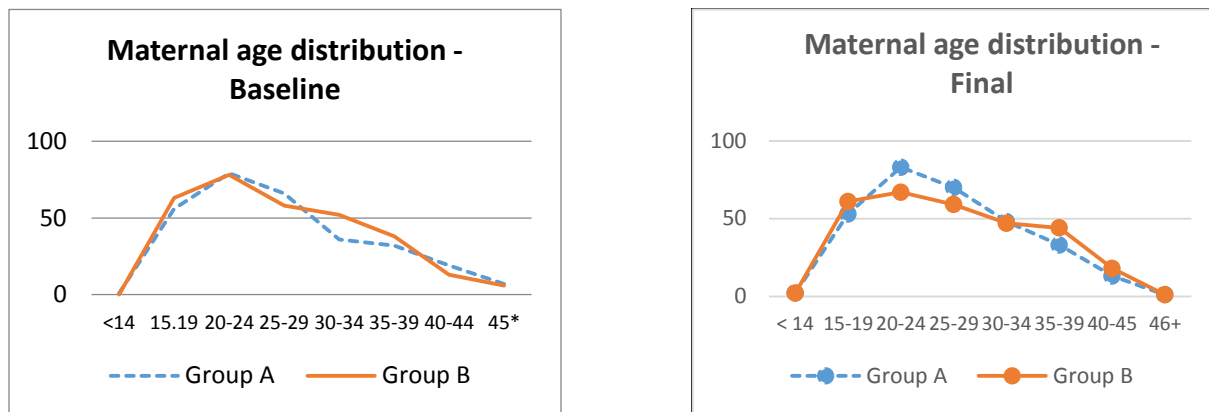 Maternal age distribution -
Baseline
100
50
0
<14 15.19 20-24 25-29 30-34 35-39 40-44 45*
Group A Group B
Maternal age distribution -
Final
100
50
0
< 14 15-19 20-24 25-29 30-34 35-39 40-45 46+
Group A Group B